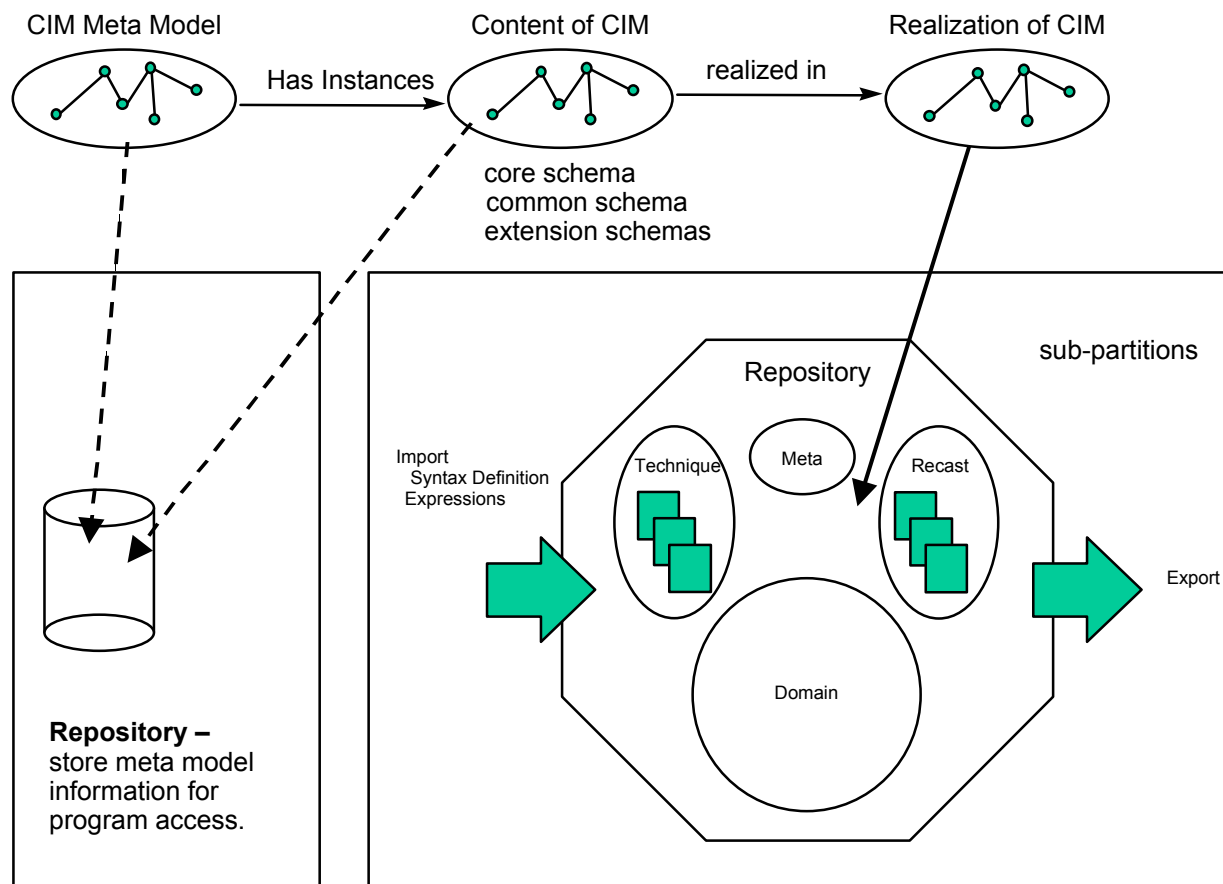 CIM Meta Model
Content of CIM
Realization of CIM
Has Instances
realized in
core schema
common schema
extension schemas
sub-partitions
Repository
Import
Syntax Definition
Expressions
Technique
Meta
Recast
Export
Domain
Repository –
store meta model
information for
program access.